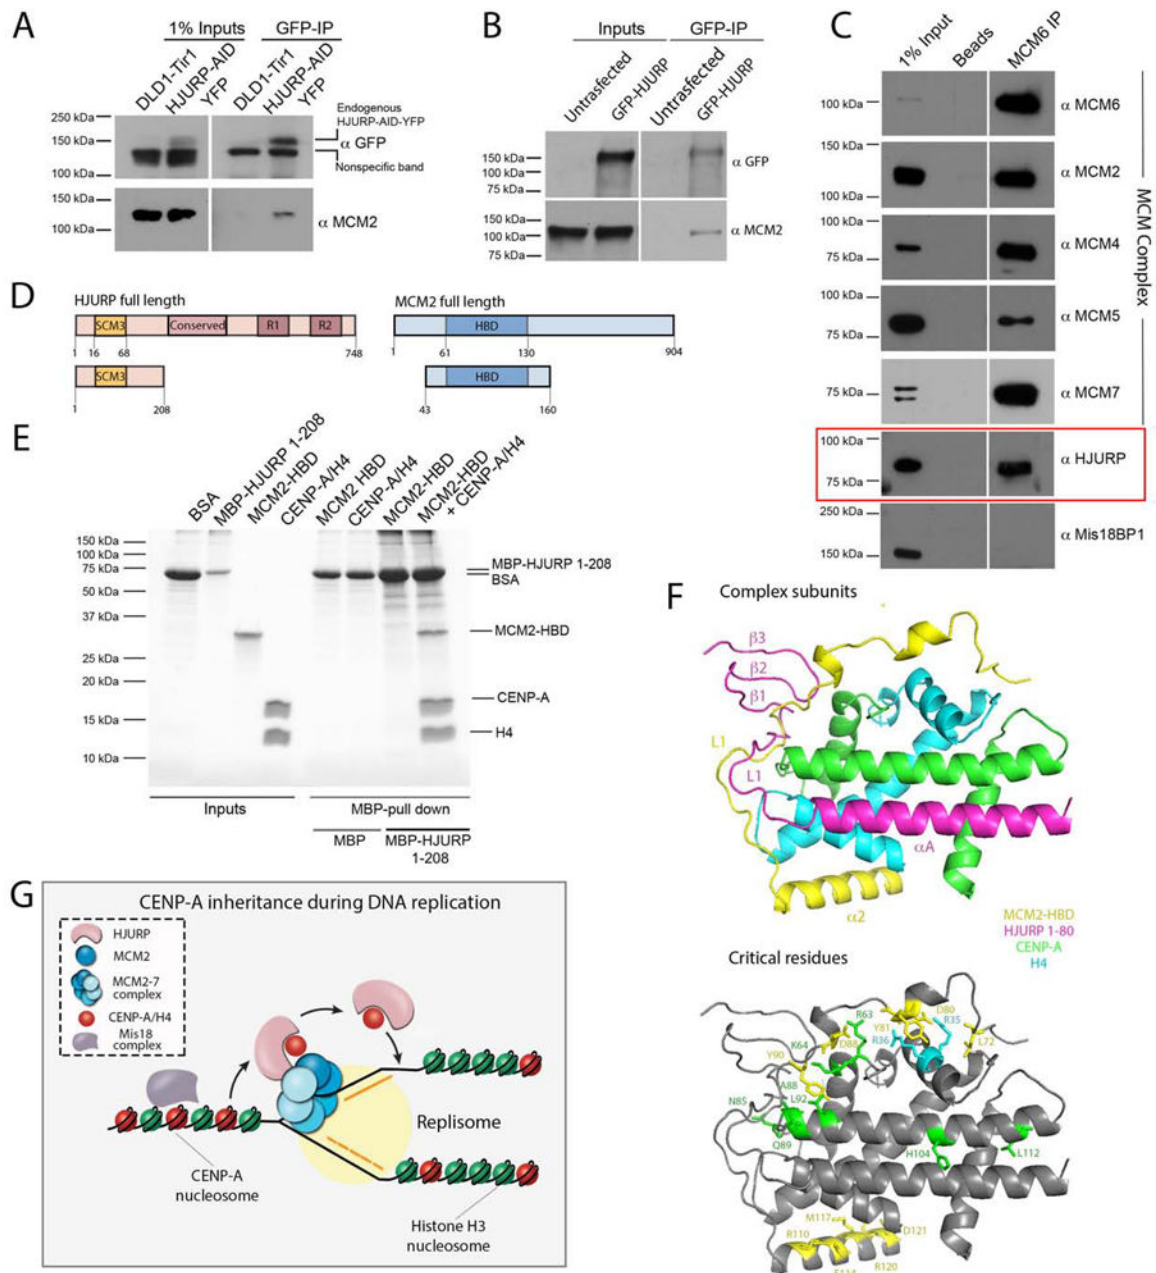 A
1% Inputs
GFP-IP
DLD1-Tir1
HJURP-AID
YFP
DLD1-Tir1
HJURP-AID
YFP
250 kDa
150 kDa
100 kDa
Endogenous
HJURP-AID-YFP
α GFP
Nonspecific band
150 kDa
100 kDa
α MCM2
B
Inputs
GFP-IP
Untrasfected
GFP-HJURP
Untrasfected
GFP-HJURP
150 kDa
100 kDa
75 kDa
α GFP
150 kDa
100 kDa
75 kDa
α MCM2
C
1% Input
Beads
MCM6 IP
100 kDa
α MCM6
150 kDa
100 kDa
α MCM2
75 kDa
α MCM4
75 kDa
α MCM5
75 kDa
α MCM7
MCM Complex
100 kDa
75 kDa
α HJURP
250 kDa
150 kDa
α Mis18BP1
D
HJURP full length
SCM3
Conserved
R1
R2
1 16 68 748
SCM3
1 208
MCM2 full length
HBD
1 61 130 904
HBD
43 160
E
BSA
MBP-HJURP 1-208
MCM2-HBD
CENP-A/H4
MCM2 HBD
CENP-A/H4
MCM2-HBD
MCM2-HBD
+ CENP-A/H4
150 kDa
100 kDa
75 kDa
50 kDa
37 kDa
25 kDa
20 kDa
15 kDa
10 kDa
MBP-HJURP 1-208
BSA
MCM2-HBD
CENP-A
H4
Inputs
MBP-pull down
MBP
MBP-HJURP
1-208
F
Complex subunits
β3
β2
β1
L1
L1
αA
α2
MCM2-HBD
HJURP 1-80
CENP-A
H4
Critical residues
R63
K64
D88
Y81
D80
R35
R36
L72
Y90
A88
L92
N85
Q89
H104
L112
M117
D121
R110
R120
G
CENP-A inheritance during DNA replication
HJURP
MCM2
MCM2-7
complex
CENP-A/H4
Mis18
complex
Replisome
CENP-A
nucleosome
Histone H3
nucleosome